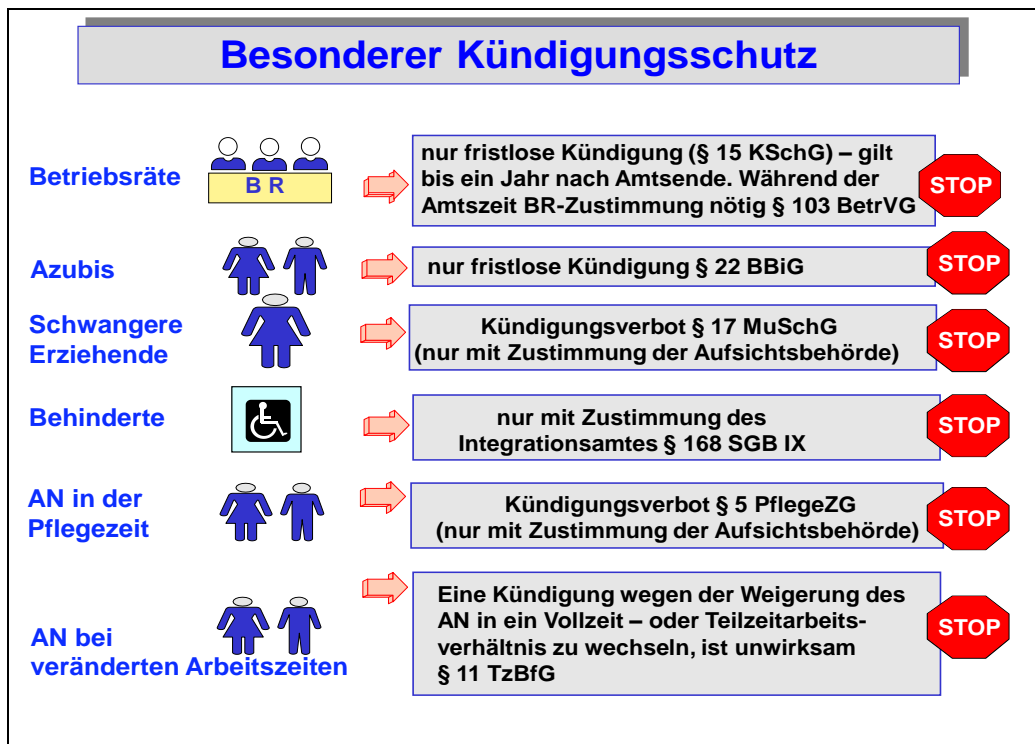 Besonderer Kündigungsschutz
Betriebsräte
B R
nur fristlose Kündigung (§ 15 KSchG) – gilt
bis ein Jahr nach Amtsende. Während der
Amtszeit BR-Zustimmung nötig § 103 BetrVG
STOP
Azubis
nur fristlose Kündigung § 22 BBiG
STOP
Schwangere
Erziehende
Kündigungsverbot § 17 MuSchG
(nur mit Zustimmung der Aufsichtsbehörde)
STOP
Behinderte
nur mit Zustimmung des
Integrationsamtes § 168 SGB IX
STOP
AN in der
Pflegezeit
Kündigungsverbot § 5 PflegeZG
(nur mit Zustimmung der Aufsichtsbehörde)
STOP
AN bei
veränderten Arbeitszeiten
Eine Kündigung wegen der Weigerung des
AN in ein Vollzeit – oder Teilzeitarbeits-
verhältnis zu wechseln, ist unwirksam
§ 11 TzBfG
STOP